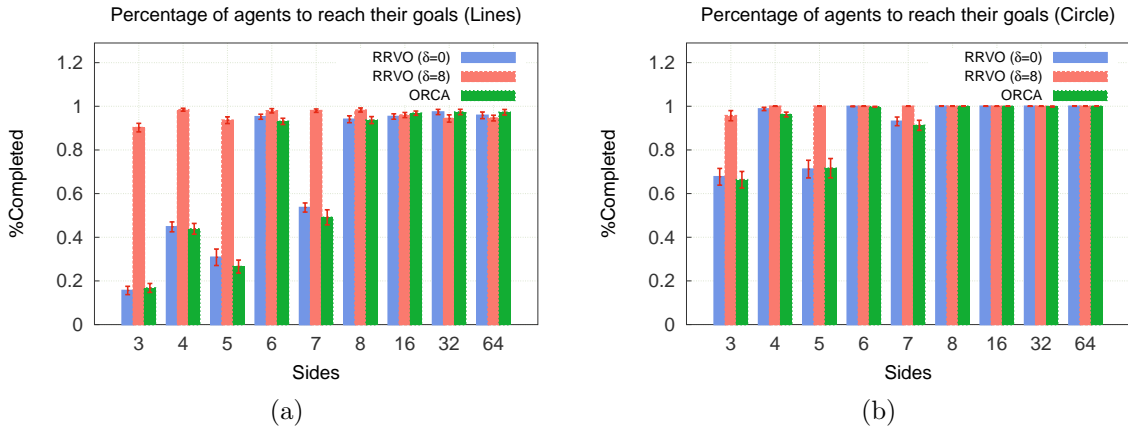 Percentage of agents to reach their goals (Lines)
1.2
1
0.8
0.6
0.4
0.2
0
%Completed
RRVO (δ=0)
RRVO (δ=8)
ORCA
3 4 5 6 7 8 16 32 64
Sides
(a)
Percentage of agents to reach their goals (Circle)
1.2
1
0.8
0.6
0.4
0.2
0
%Completed
RRVO (δ=0)
RRVO (δ=8)
ORCA
3 4 5 6 7 8 16 32 64
Sides
(b)